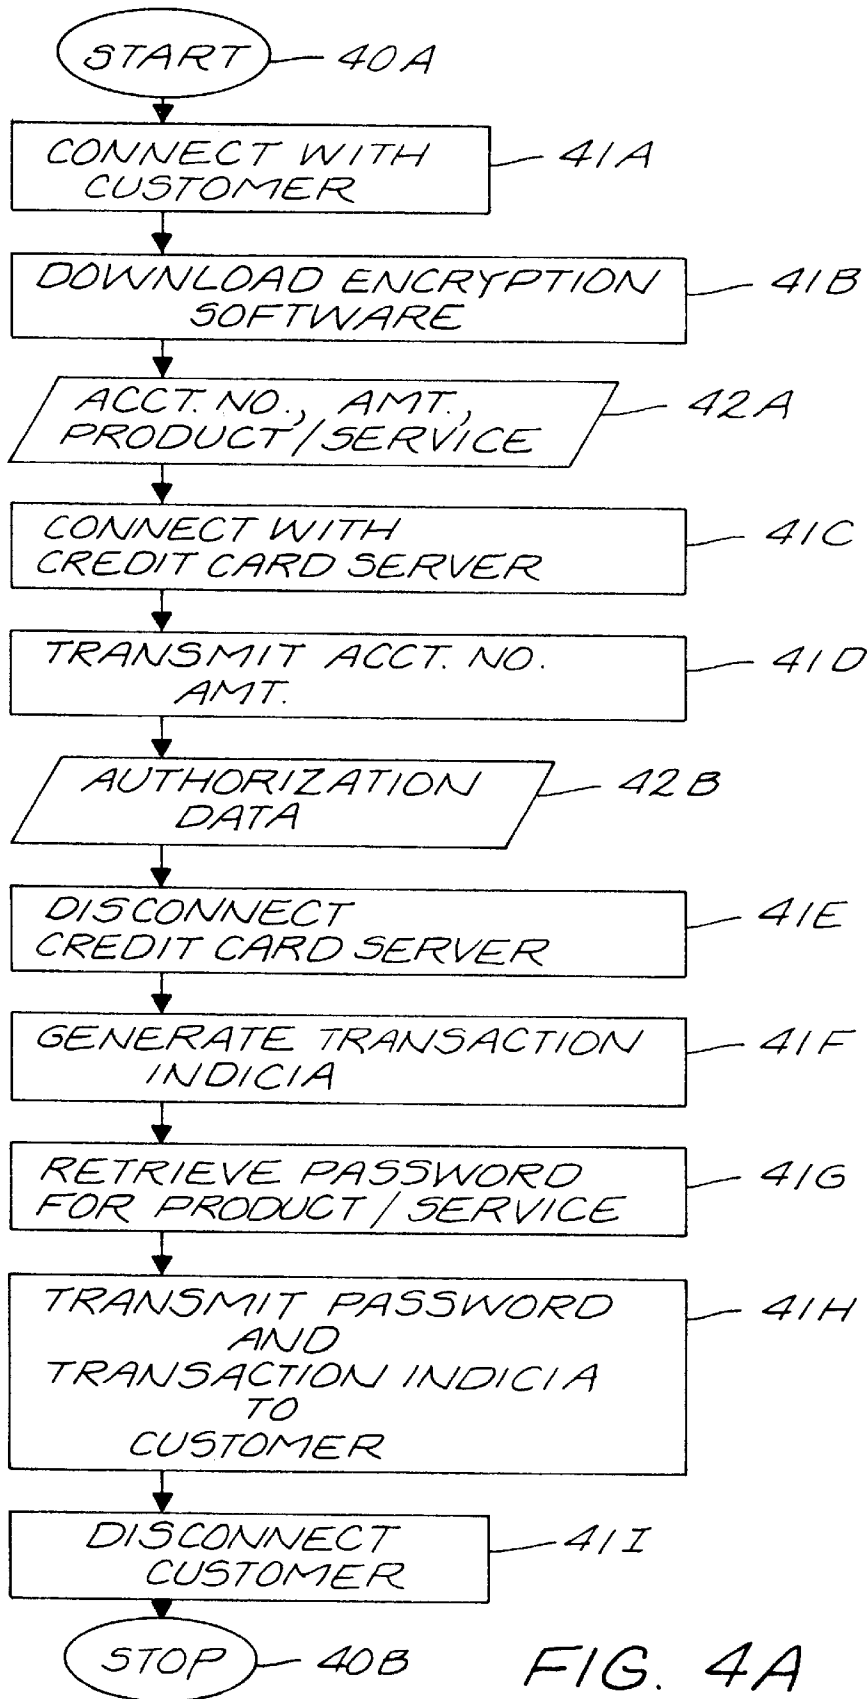 START
40A
CONNECT WITH
CUSTOMER
41A
DOWNLOAD ENCRYPTION
SOFTWARE
41B
ACCT. NO., AMT.,
PRODUCT/SERVICE
42A
CONNECT WITH
CREDIT CARD SERVER
41C
TRANSMIT ACCT. NO.
AMT.
41D
AUTHORIZATION
DATA
42B
DISCONNECT
CREDIT CARD SERVER
41E
GENERATE TRANSACTION
INDICIA
41F
RETRIEVE PASSWORD
FOR PRODUCT/SERVICE
41G
TRANSMIT PASSWORD
AND
TRANSACTION INDICIA
TO
CUSTOMER
41H
DISCONNECT
CUSTOMER
41I
STOP
40B
FIG. 4A